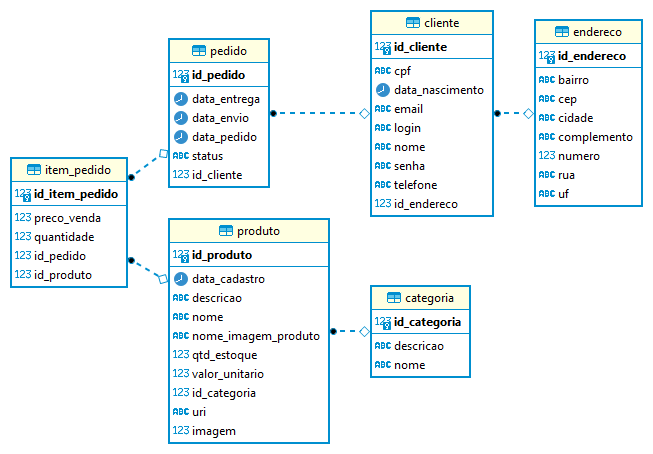 pedido
123 id_pedido
data_entrega
data_envio
data_pedido
ABC status
123 id_cliente
cliente
123 id_cliente
ABC cpf
data_nascimento
ABC email
ABC login
ABC nome
ABC senha
ABC telefone
123 id_endereco
endereco
123 id_endereco
ABC bairro
ABC cep
ABC cidade
ABC complemento
123 numero
ABC rua
ABC uf
item_pedido
123 id_item_pedido
123 preco_venda
123 quantidade
123 id_pedido
123 id_produto
produto
123 id_produto
data_cadastro
ABC descricao
ABC nome
ABC nome_imagem_produto
123 qtd_estoque
123 valor_unitario
123 id_categoria
ABC uri
123 imagem
categoria
123 id_categoria
ABC descricao
ABC nome